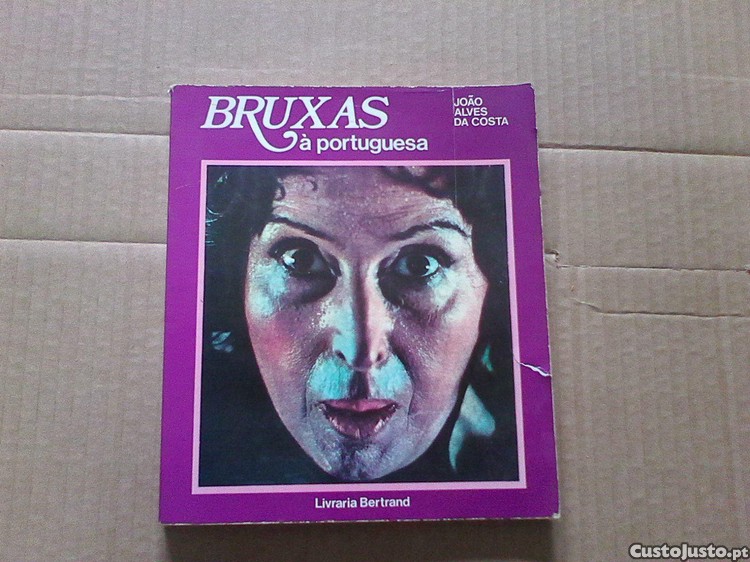 BRUXAS
à portuguesa
JOÃO
ALVES
DA COSTA
Livraria Bertrand
CustoJusto.pt